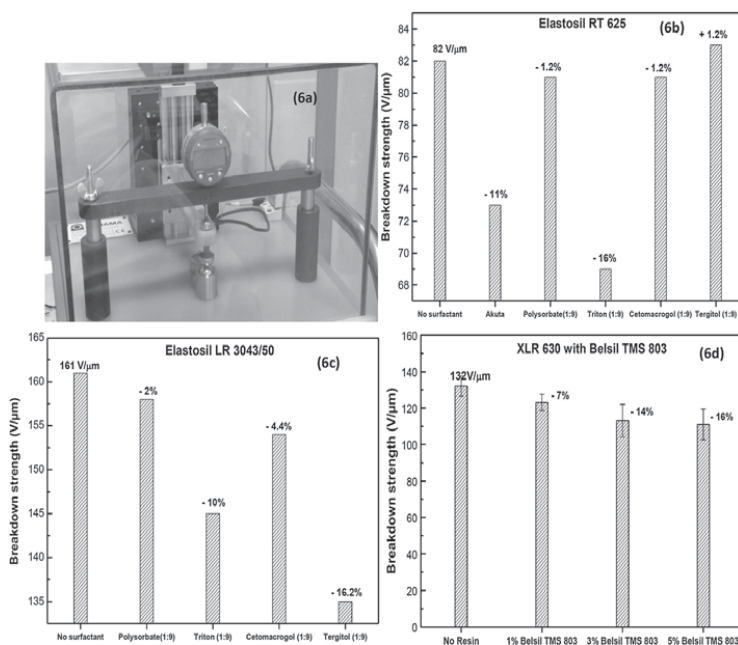 (6a)
Elastosil RT 625
(6b)
Breakdown strength (V/µm)
84
82
80
78
76
74
72
70
68
82 V/µm
- 11%
- 1.2%
- 16%
- 1.2%
+ 1.2%
No surfactant
Akuta
Polysorbate(1:9)
Triton (1:9)
Cetomacrogol (1:9)
Tergitol (1:9)
Elastosil LR 3043/50
(6c)
Breakdown strength (V/µm)
165
160
155
150
145
140
135
161 V/µm
- 2%
- 10%
- 4.4%
- 16.2%
No surfactant
Polysorbate(1:9)
Triton (1:9)
Cetomacrogol (1:9)
Tergitol (1:9)
XLR 630 with Belsil TMS 803
(6d)
Breakdown strength (V/µm)
160
140
120
100
80
60
40
20
0
132V/µm
- 7%
- 14%
- 16%
No Resin
1% Belsil TMS 803
3% Belsil TMS 803
5% Belsil TMS 803